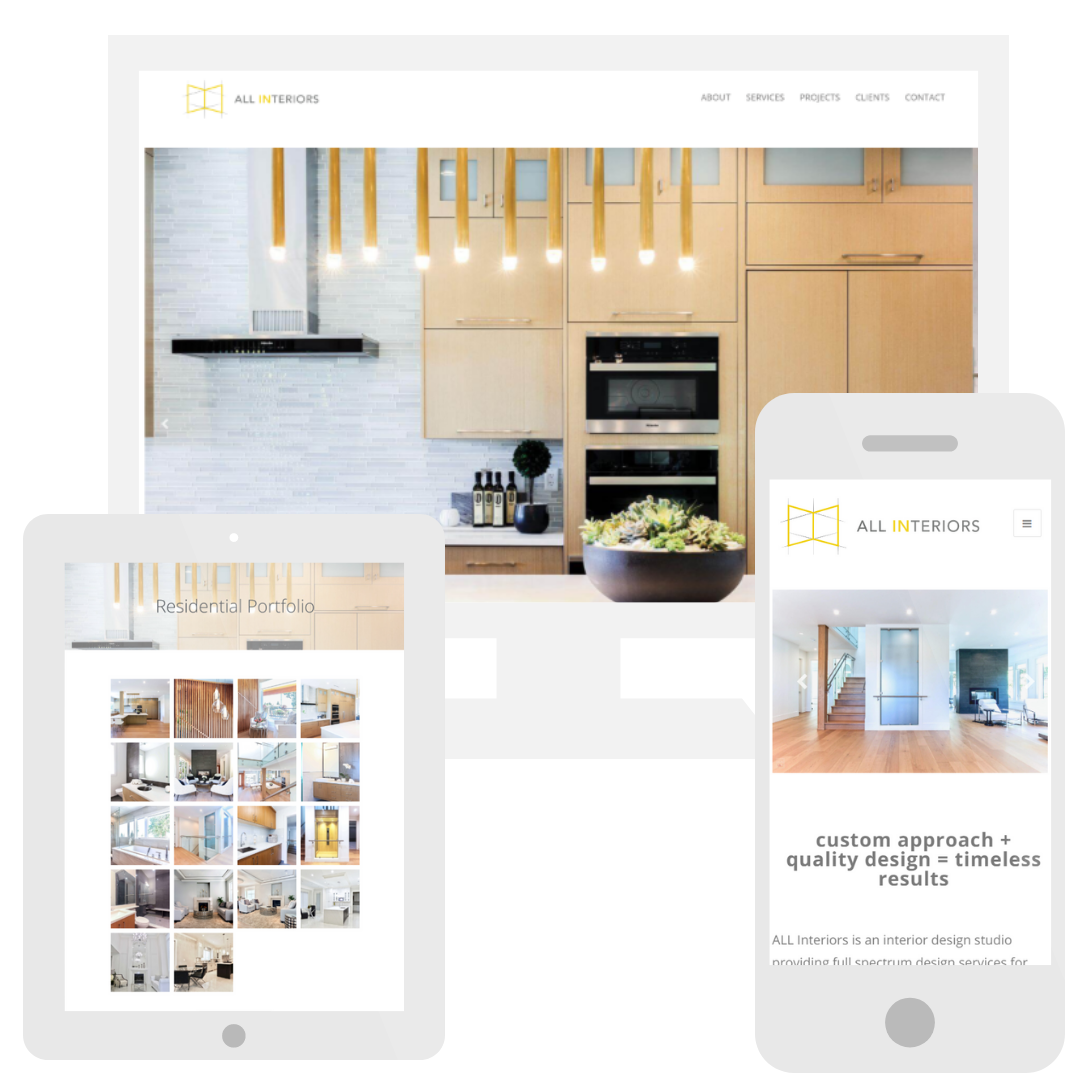 ALL INTERIORS
ABOUT SERVICES PROJECTS CLIENTS CONTACT
Residential Portfolio
ALL INTERIORS
custom approach +
quality design = timeless
results
ALL Interiors is an interior design studio
providing full spectrum design services for